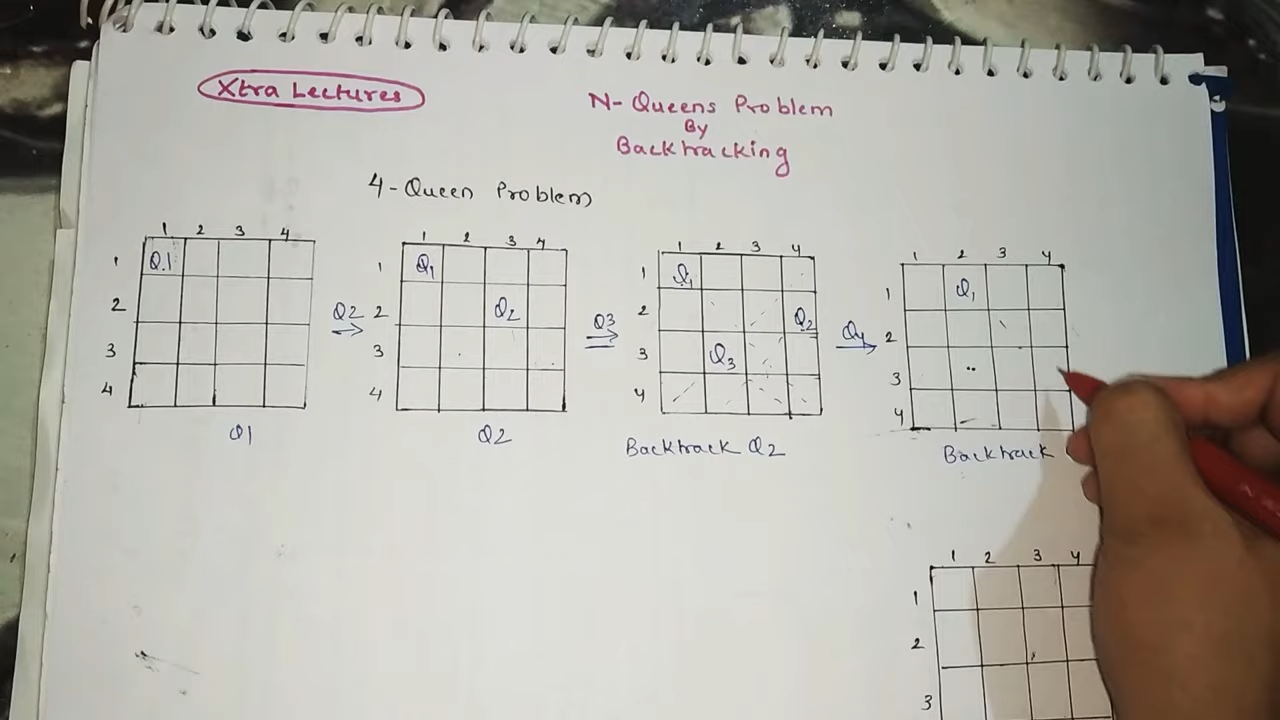 Xtra Lectures
N-Queens Problem
By
Backtracking
4-Queen Problem
1 2 3 4
1 Q1
2
3
4
Q1
Q2
1 2 3 4
1 Q1
2 Q2
3
4
Q2
Q3
1 2 3 4
1 Q1
2 Q2
3 Q3
4
Backtrack Q2
Q4
1 2 3 4
1 Q1
2
3
4
Backtrack
1 2 3 4
1
2
3